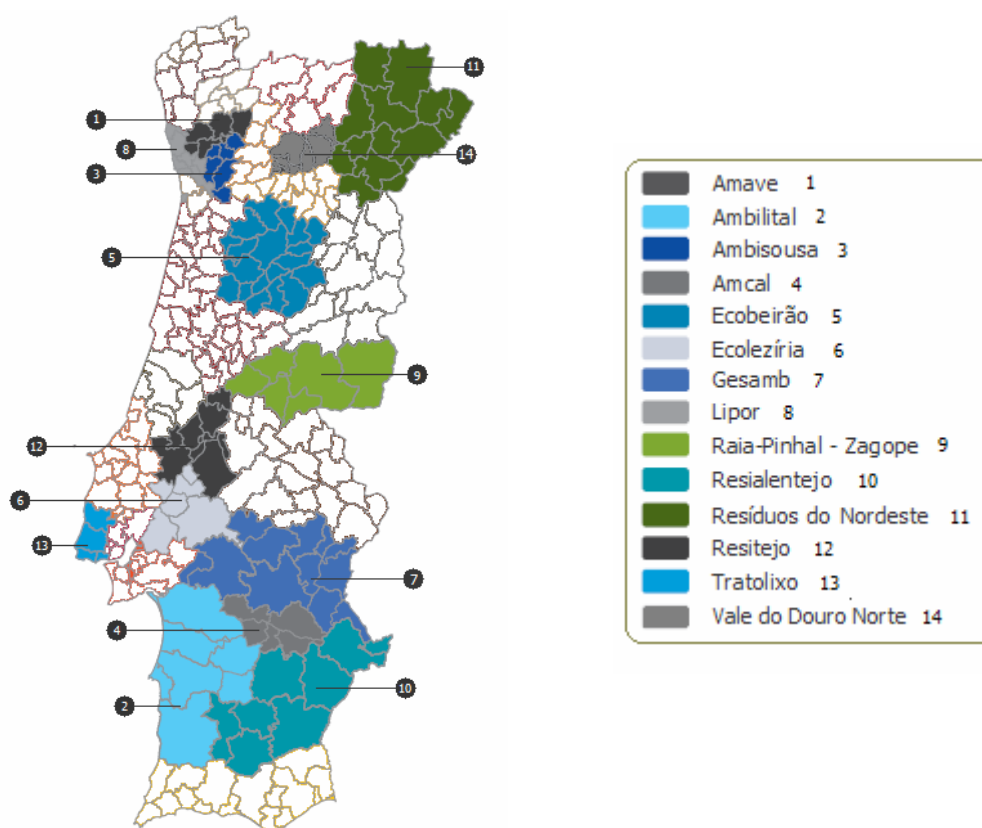 11
1
8
14
3
5
9
12
6
13
7
4
10
2
Amave 1
Ambilital 2
Ambisousa 3
Amcal 4
Ecobeirão 5
Ecolezíria 6
Gesamb 7
Lipor 8
Raia-Pinhal - Zagope 9
Resialentejo 10
Resíduos do Nordeste 11
Resitejo 12
Tratolixo 13
Vale do Douro Norte 14